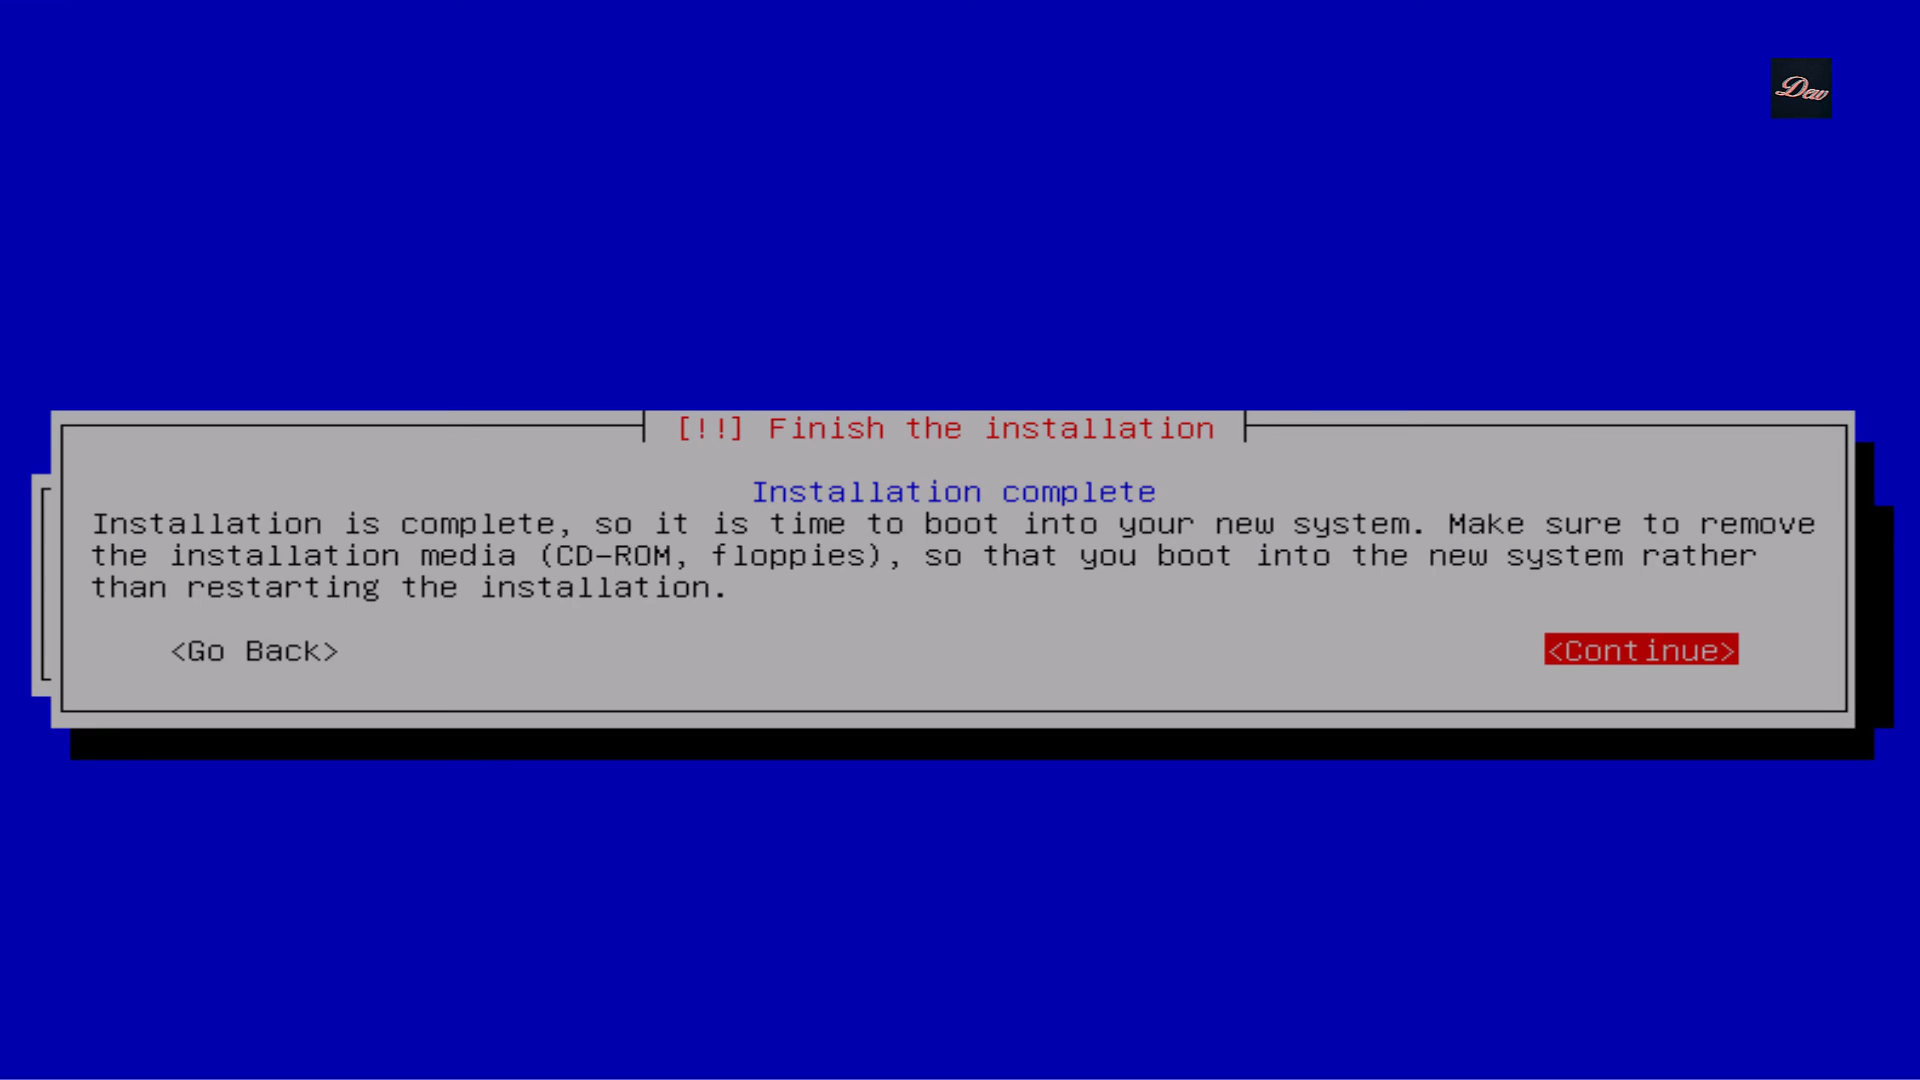 Dew
[!!] Finish the installation
Installation complete
Installation is complete, so it is time to boot into your new system. Make sure to remove
the installation media (CD-ROM, floppies), so that you boot into the new system rather
than restarting the installation.
<Go Back> <Continue>